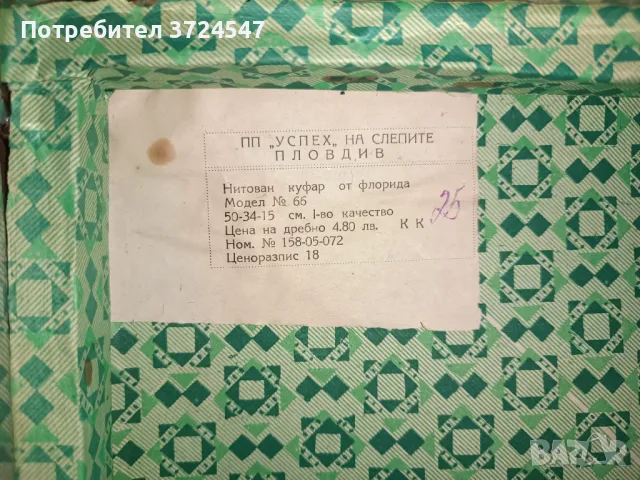 Потребител 3724547
ПП „УСПЕХ„ НА СЛЕПИТЕ
ПЛОВДИВ
Нитован куфар от флорида
Модел № 66
50-34-15 см. I-во качество
Цена на дребно 4.80 лв. К К 25
Ном. № 158-05-072
Ценоразпис 18
BAZAR